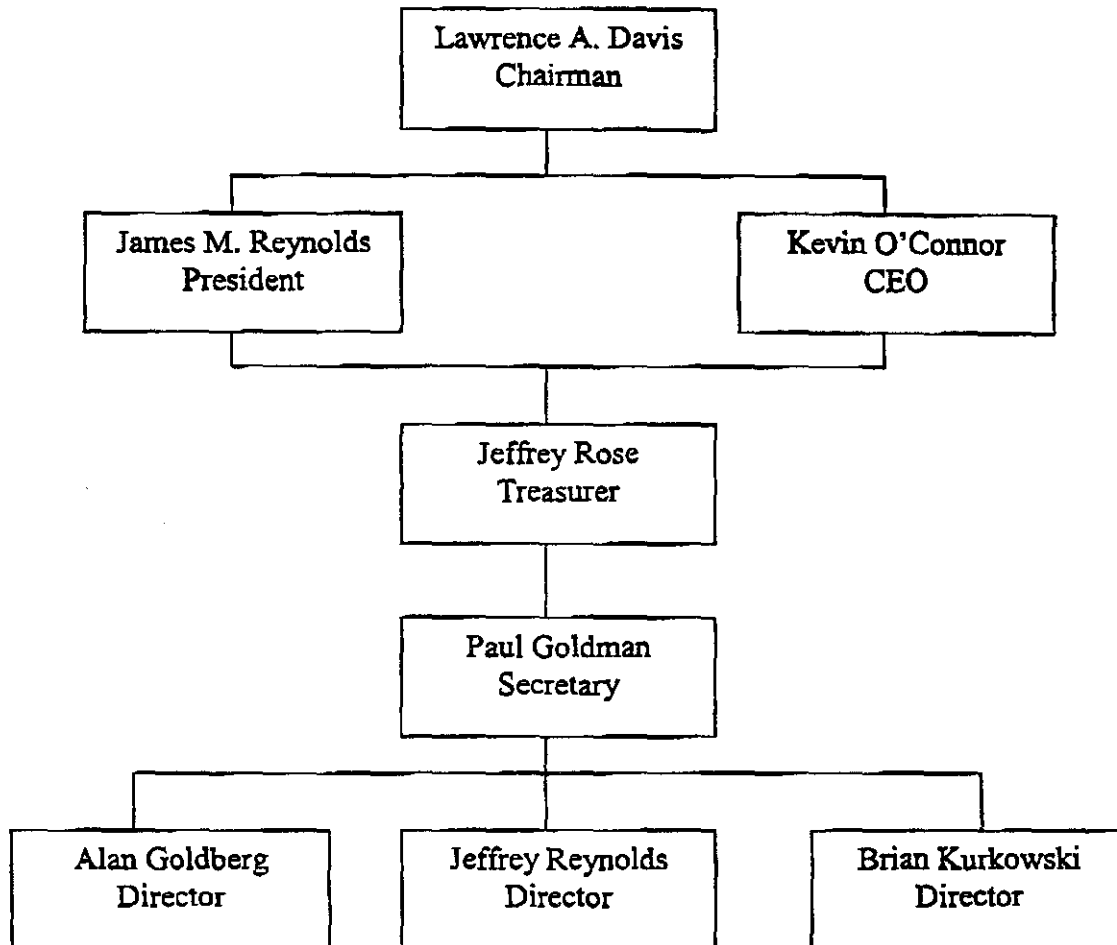 Lawrence A. Davis
Chairman
James M. Reynolds
President
Kevin O'Connor
CEO
Jeffrey Rose
Treasurer
Paul Goldman
Secretary
Alan Goldberg
Director
Jeffrey Reynolds
Director
Brian Kurkowski
Director